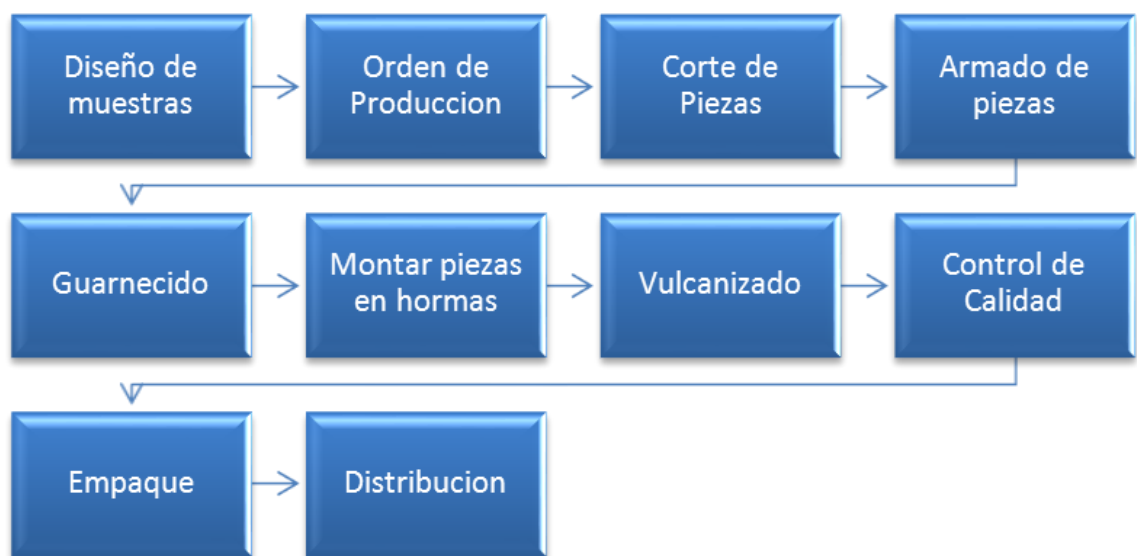 Diseño de
muestras
Orden de
Produccion
Corte de
Piezas
Armado de
piezas
Guarnecido
Montar piezas
en hormas
Vulcanizado
Control de
Calidad
Empaque
Distribucion